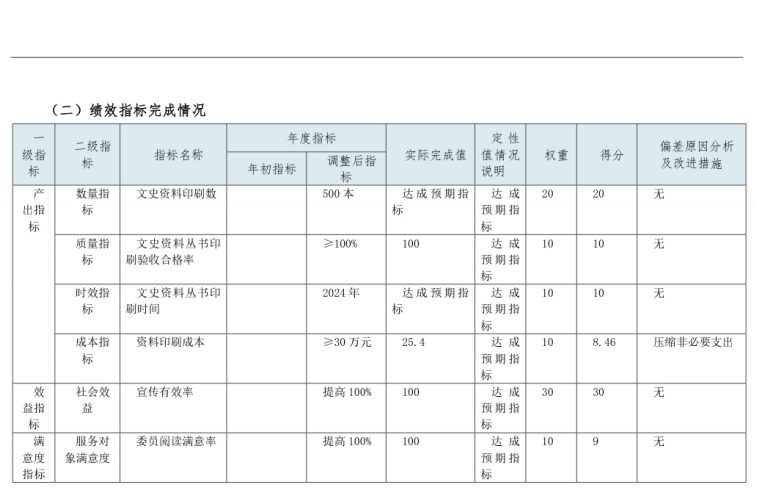 （二）绩效指标完成情况
一级指标 二级指标 指标名称 年度指标 实际完成值 定性值情况说明 权重 得分 偏差原因分析及改进措施
年初指标 调整后指标
产出指标 数量指标 文史资料印刷数 500 本 达成预期指标 达成预期指标 20 20 无
质量指标 文史资料丛书印刷验收合格率 ≥100% 100 达成预期指标 10 10 无
时效指标 文史资料丛书印刷时间 2024 年 达成预期指标 达成预期指标 10 10 无
成本指标 资料印刷成本 ≥30 万元 25.4 达成预期指标 10 8.46 压缩非必要支出
效益指标 社会效益 宣传有效率 提高 100% 100 达成预期指标 30 30 无
满意度指标 服务对象满意度 委员阅读满意率 提高 100% 100 达成预期指标 10 9 无